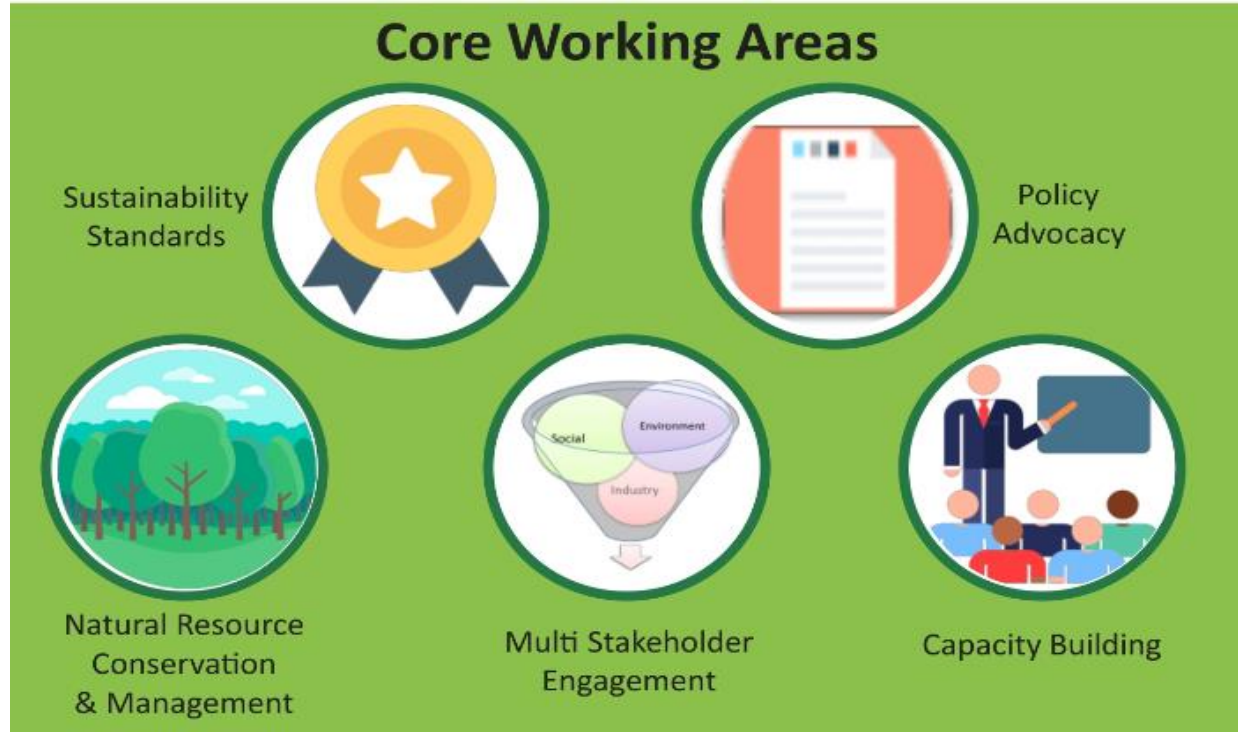 Core Working Areas
Sustainability
Standards
Policy
Advocacy
Social
Environment
Industry
Natural Resource
Conservation
& Management
Multi Stakeholder
Engagement
Capacity Building